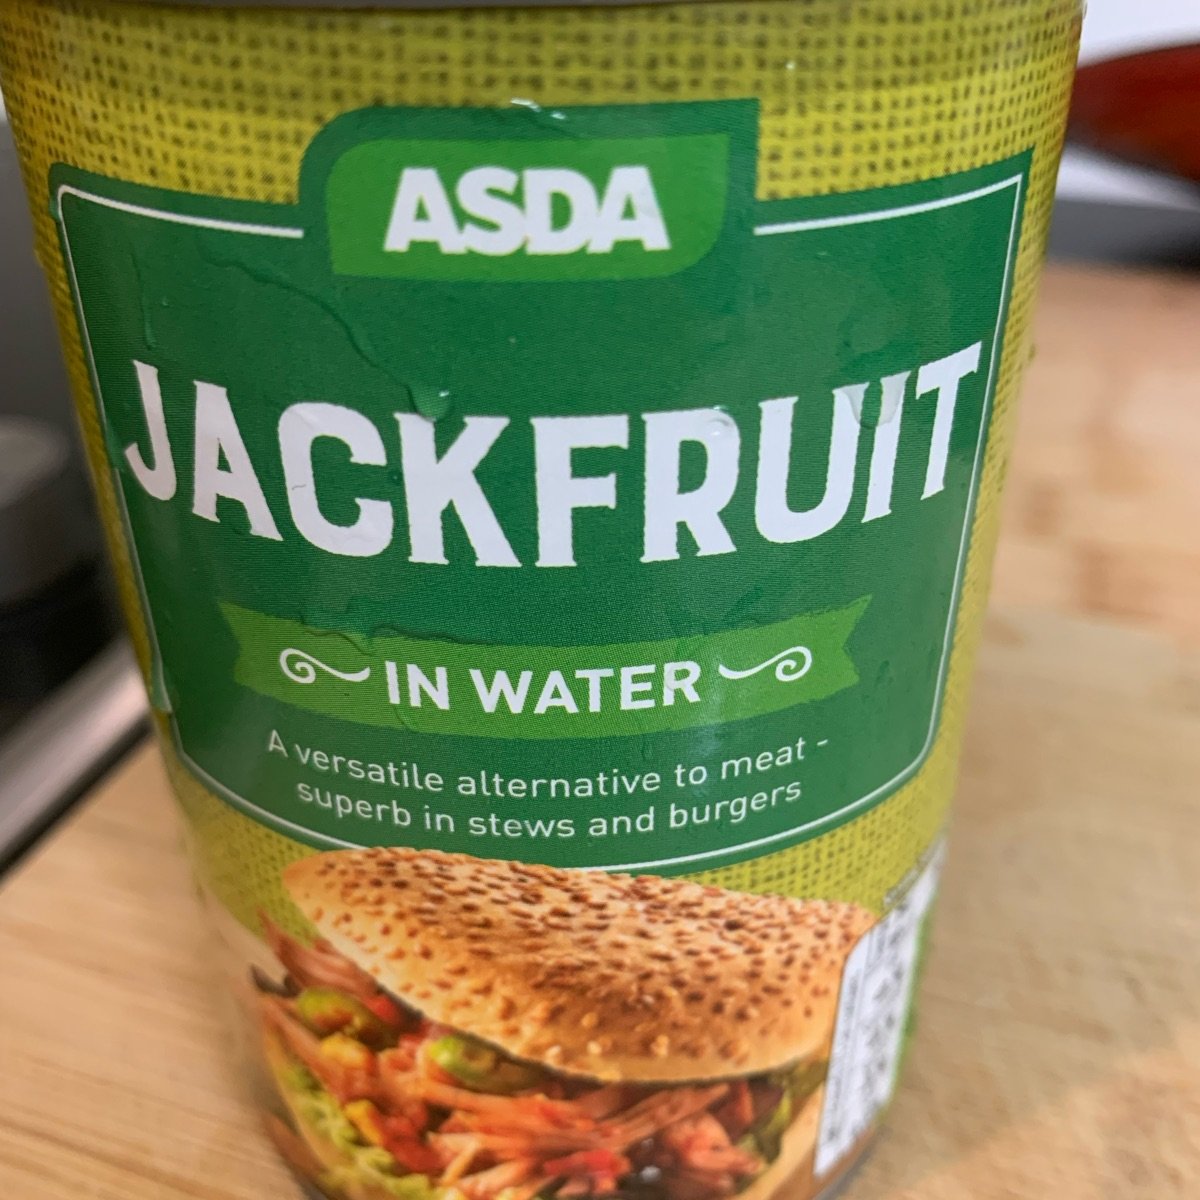 ASDA
JACKFRUIT
IN WATER
A versatile alternative to meat -
superb in stews and burgers